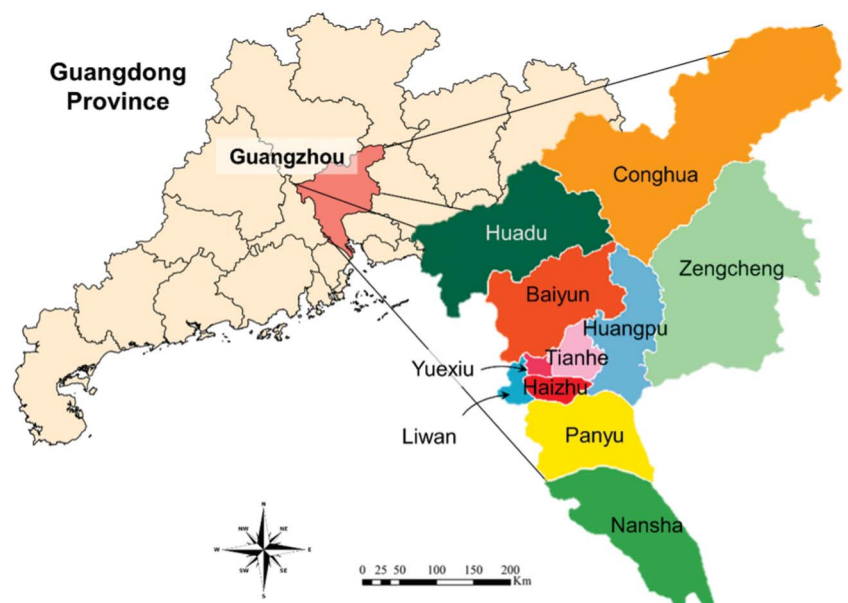 Guangdong
Province
Guangzhou
Conghua
Huadu
Zengcheng
Baiyun
Huangpu
Tianhe
Yuexiu
Haizhu
Liwan
Panyu
Nansha
N
NW
NE
W
E
SW
SE
S
0 25 50 100 150 200
Km